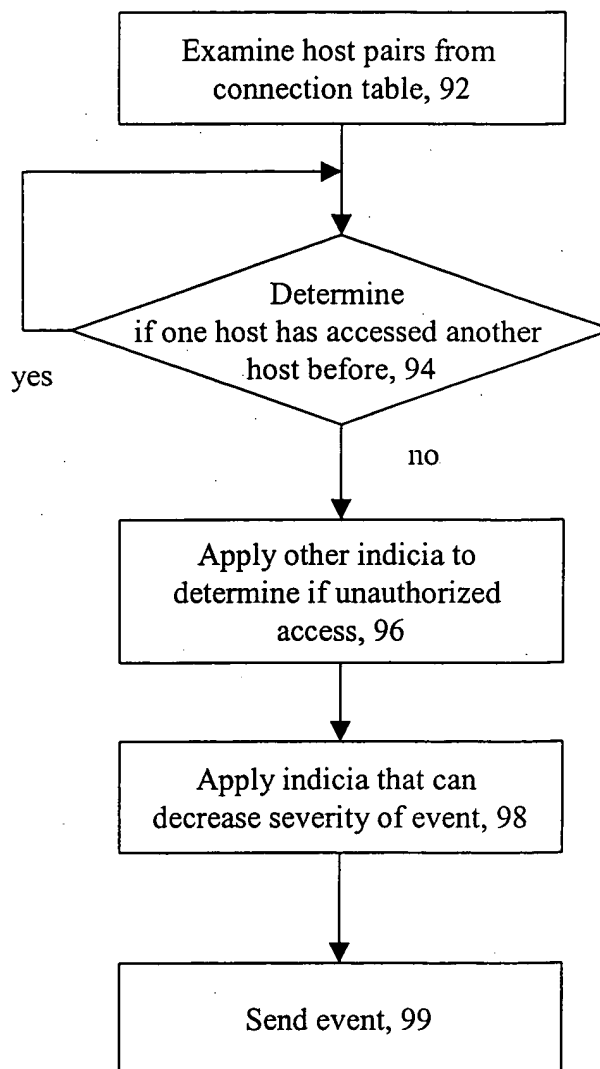 Examine host pairs from
connection table, 92
Determine
if one host has accessed another
host before, 94
yes
no
Apply other indicia to
determine if unauthorized
access, 96
Apply indicia that can
decrease severity of event, 98
Send event, 99